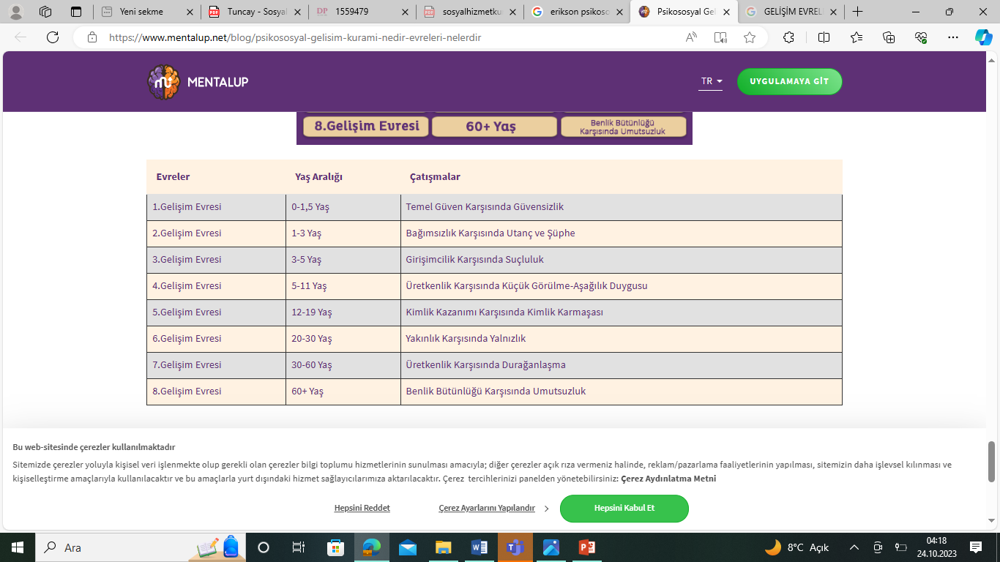 Yeni sekme
Tuncay - Sosyal
DP 1559479
sosyalhizmetku
erikson psikoso
Psikososyal Gel
GELİŞİM EVREL
https://www.mentalup.net/blog/psikososyal-gelisim-kurami-nedir-evreleri-nelerdir
MENTALUP
TR
UYGULAMAYA GİT
8.Gelişim Evresi 60+ Yaş Benlik Bütünlüğü Karşısında Umutsuzluk
Evreler Yaş Aralığı Çatışmalar
1.Gelişim Evresi 0-1,5 Yaş Temel Güven Karşısında Güvensizlik
2.Gelişim Evresi 1-3 Yaş Bağımsızlık Karşısında Utanç ve Şüphe
3.Gelişim Evresi 3-5 Yaş Girişimcilik Karşısında Suçluluk
4.Gelişim Evresi 5-11 Yaş Üretkenlik Karşısında Küçük Görülme-Aşağılık Duygusu
5.Gelişim Evresi 12-19 Yaş Kimlik Kazanımı Karşısında Kimlik Karmaşası
6.Gelişim Evresi 20-30 Yaş Yakınlık Karşısında Yalnızlık
7.Gelişim Evresi 30-60 Yaş Üretkenlik Karşısında Durağanlaşma
8.Gelişim Evresi 60+ Yaş Benlik Bütünlüğü Karşısında Umutsuzluk
Bu web-sitesinde çerezler kullanılmaktadır
Sitemizde çerezler yoluyla kişisel veri işlenmekte olup gerekli olan çerezler bilgi toplumu hizmetlerinin sunulması amacıyla; diğer çerezler açık rıza vermeniz halinde, reklam/pazarlama faaliyetlerinin yapılması, sitemizin daha işlevsel kılınması ve
kişiselleştirme amaçlarıyla kullanılacaktır ve bu amaçlarla yurt dışındaki hizmet sağlayıcılarımıza aktarılacaktır. Çerez tercihlerinizi panelden yönetebilirsiniz: Çerez Aydınlatma Metni
Hepsini Reddet
Çerez Ayarlarını Yapılandır
Hepsini Kabul Et
Ara
8°C Açık
04:18
24.10.2023